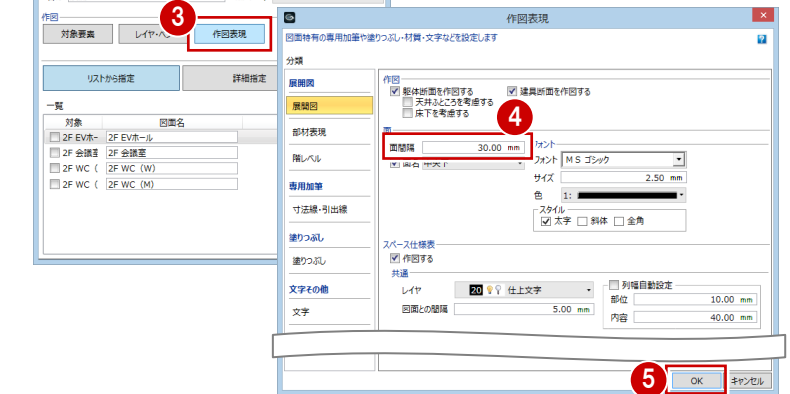 作図
3
対象要素
レイヤ・ペン
作図表現
リストから指定
詳細指定
一覧
対象 図面名
2F EVホー 2F EVホール
2F 会議室 2F 会議室
2F WC ( 2F WC（W）
2F WC ( 2F WC（M）
作図表現
×
図面特有の専用加筆や塗りつぶし・材質・文字などを設定します
?
分類
展開図
展開図
部材表現
階レベル
専用加筆
寸法線・引出線
塗りつぶし
塗りつぶし
文字その他
文字
作図
躯体断面を作図する 建具断面を作図する
天井ふところを考慮する
床下を考慮する
4
面
面間隔 30.00 mm
面名 中央下
フォント
フォント ＭＳ ゴシック
サイズ 2.50 mm
色 1:
スタイル
太字 斜体 全角
スペース仕様表
作図する
共通
レイヤ 20 仕上文字
図面との間隔 5.00 mm
列幅自動設定
部位 10.00 mm
内容 40.00 mm
5
OK
キャンセル